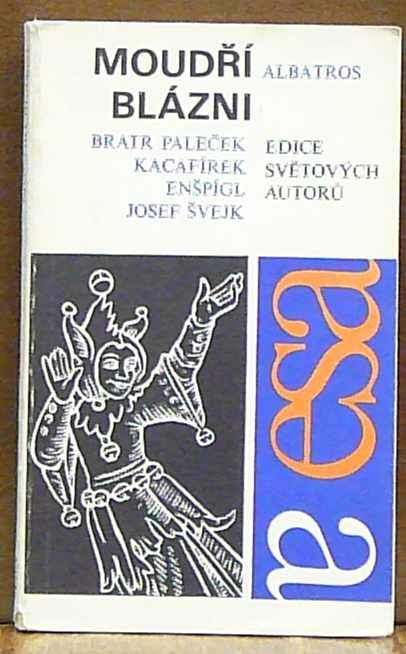 MOUDŘÍ
BLÁZNI
BRATR PALEČEK
KACAFÍREK
ENŠPÍGL
JOSEF ŠVEJK
ALBATROS
EDICE
SVĚTOVÝCH
AUTORŮ
a esa